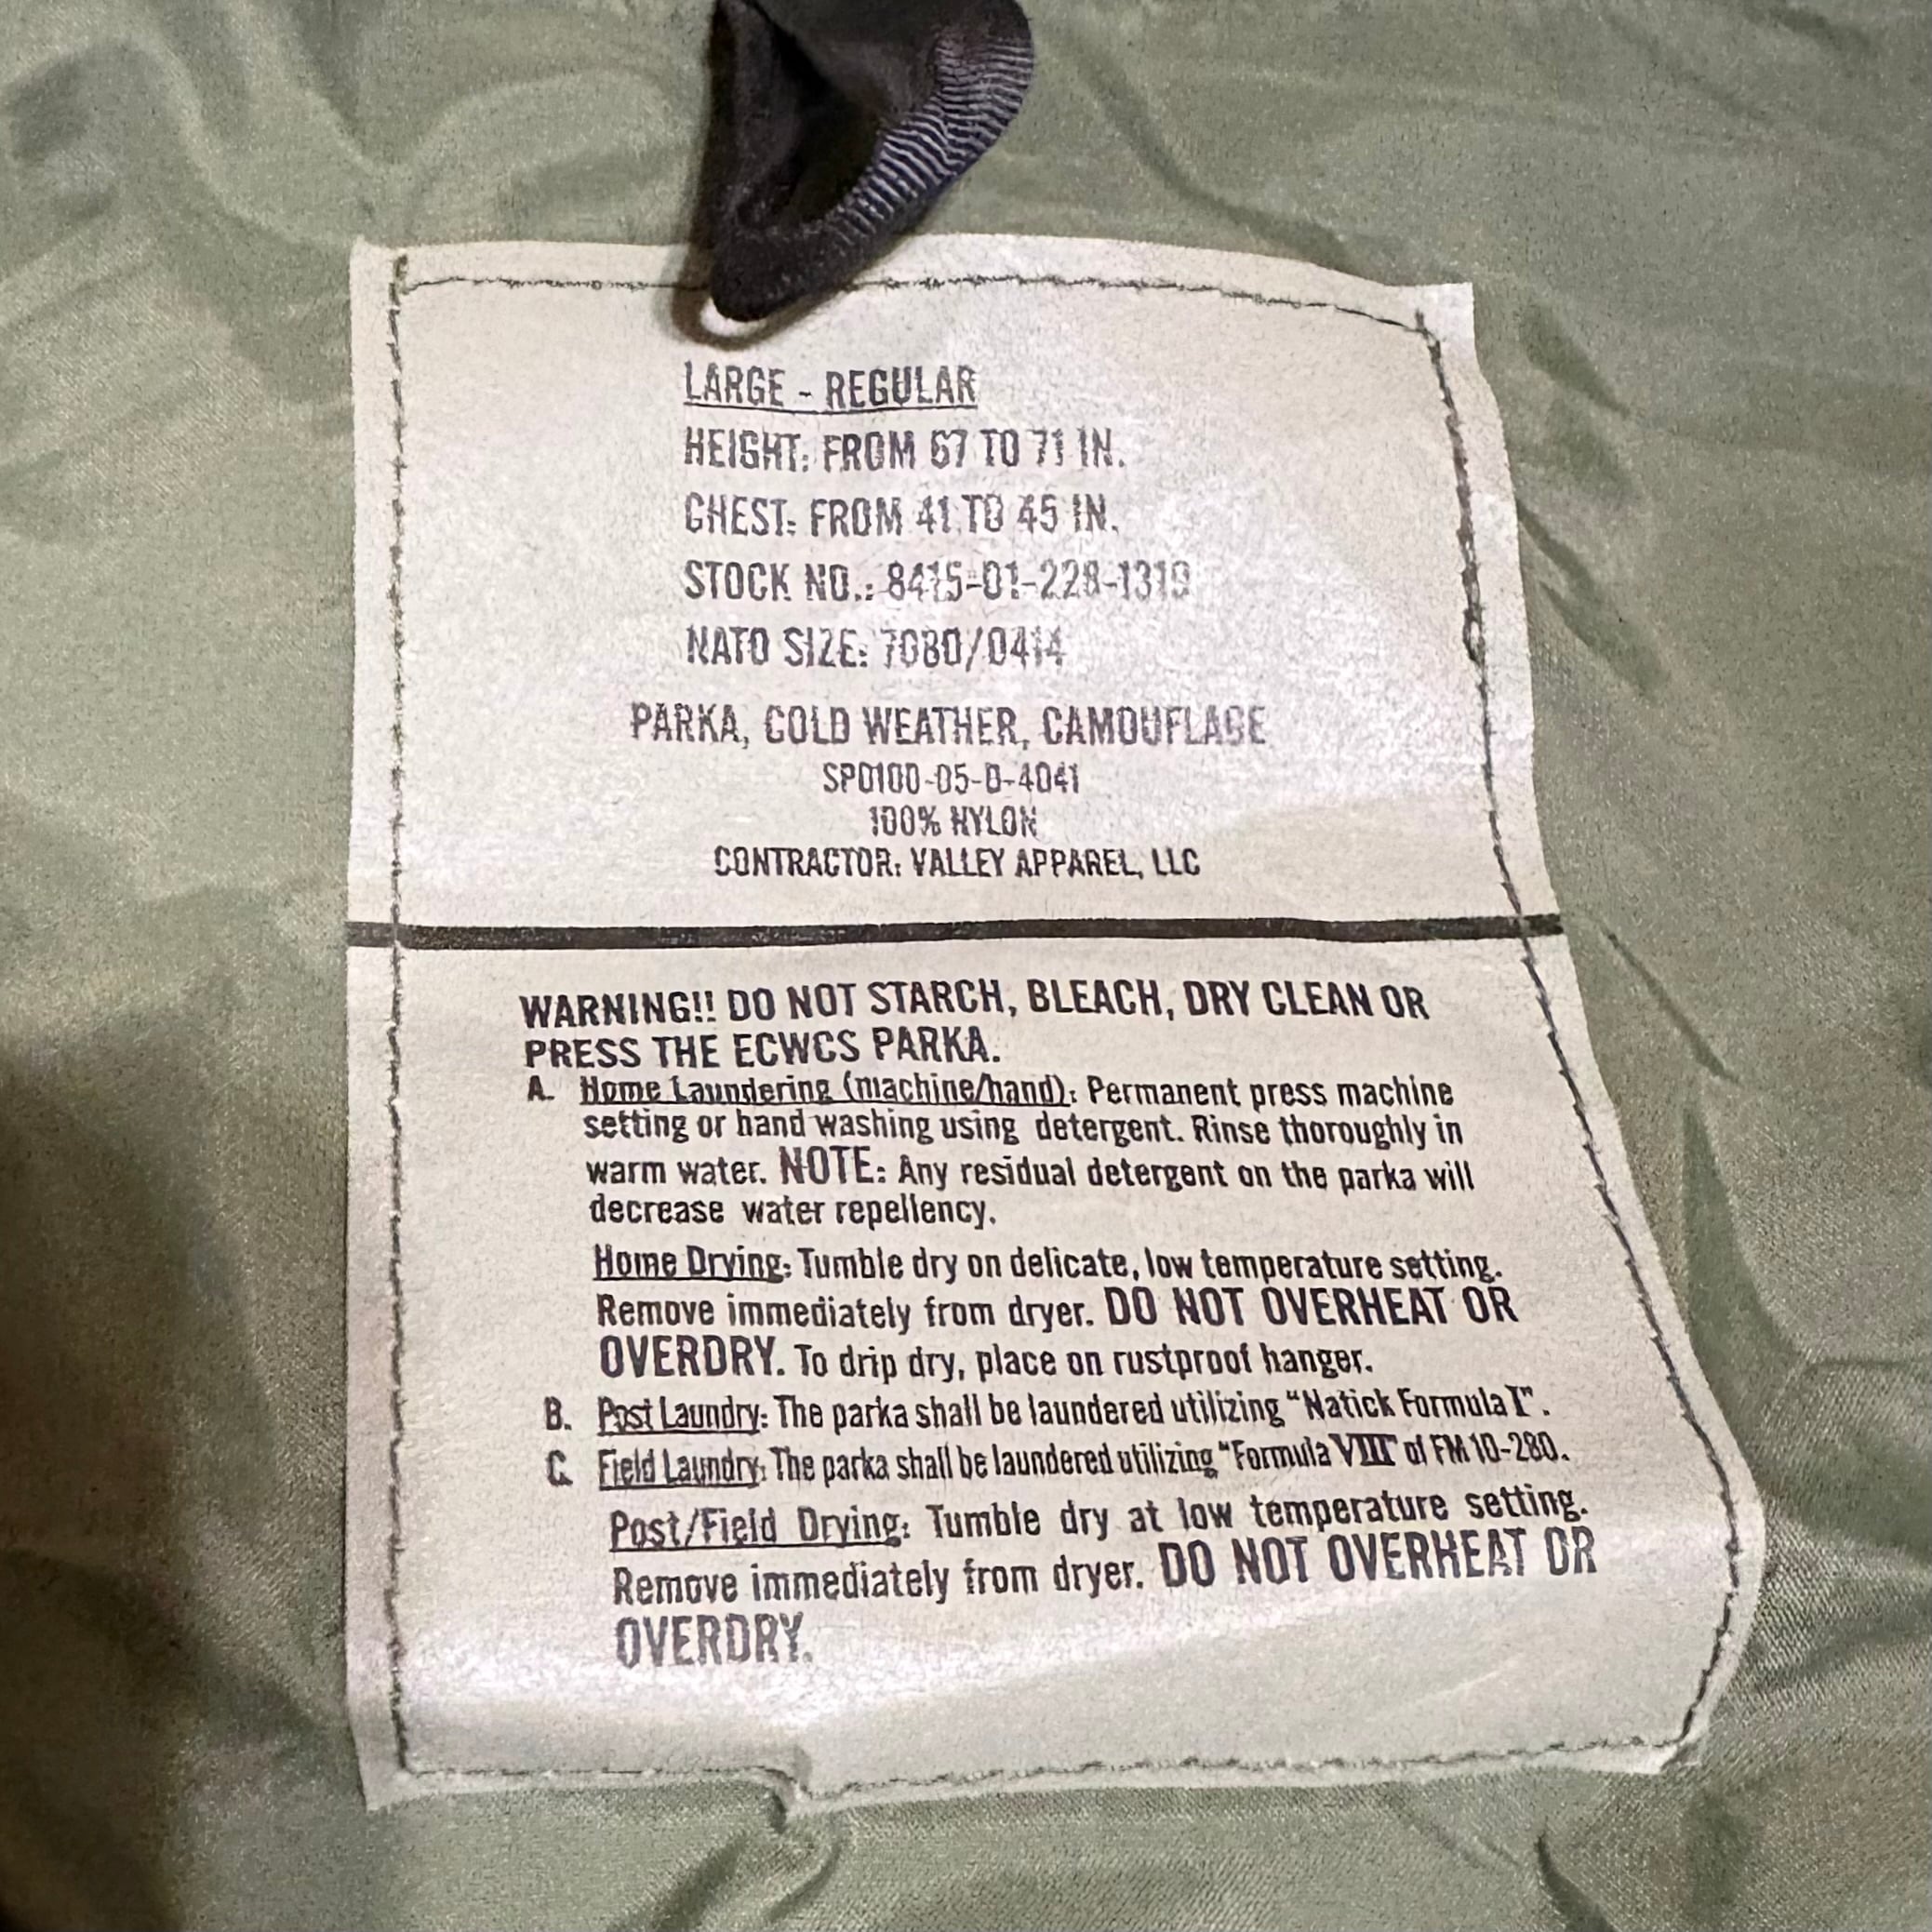 LARGE - REGULAR
HEIGHT: FROM 67 TO 71 IN.
CHEST: FROM 41 TO 45 IN.
STOCK NO.: 8415-01-228-1319
NATO SIZE: 7080/0414
PARKA, COLD WEATHER, CAMOUFLAGE
SP0100-05-D-4041
100% NYLON
CONTRACTOR: VALLEY APPAREL, LLC
WARNING!! DO NOT STARCH, BLEACH, DRY CLEAN OR
PRESS THE ECWCS PARKA.
A. Home Laundering (machine/hand): Permanent press machine
setting or hand washing using detergent. Rinse thoroughly in
warm water. NOTE: Any residual detergent on the parka will
decrease water repellency.
Home Drying: Tumble dry on delicate, low temperature setting.
Remove immediately from dryer. DO NOT OVERHEAT OR
OVERDRY. To drip dry, place on rustproof hanger.
B. Post Laundry: The parka shall be laundered utilizing "Natick Formula I".
C. Field Laundry: The parka shall be laundered utilizing "Formula VIII" of FM 10-280.
Post/Field Drying: Tumble dry at low temperature setting.
Remove immediately from dryer. DO NOT OVERHEAT OR
OVERDRY.